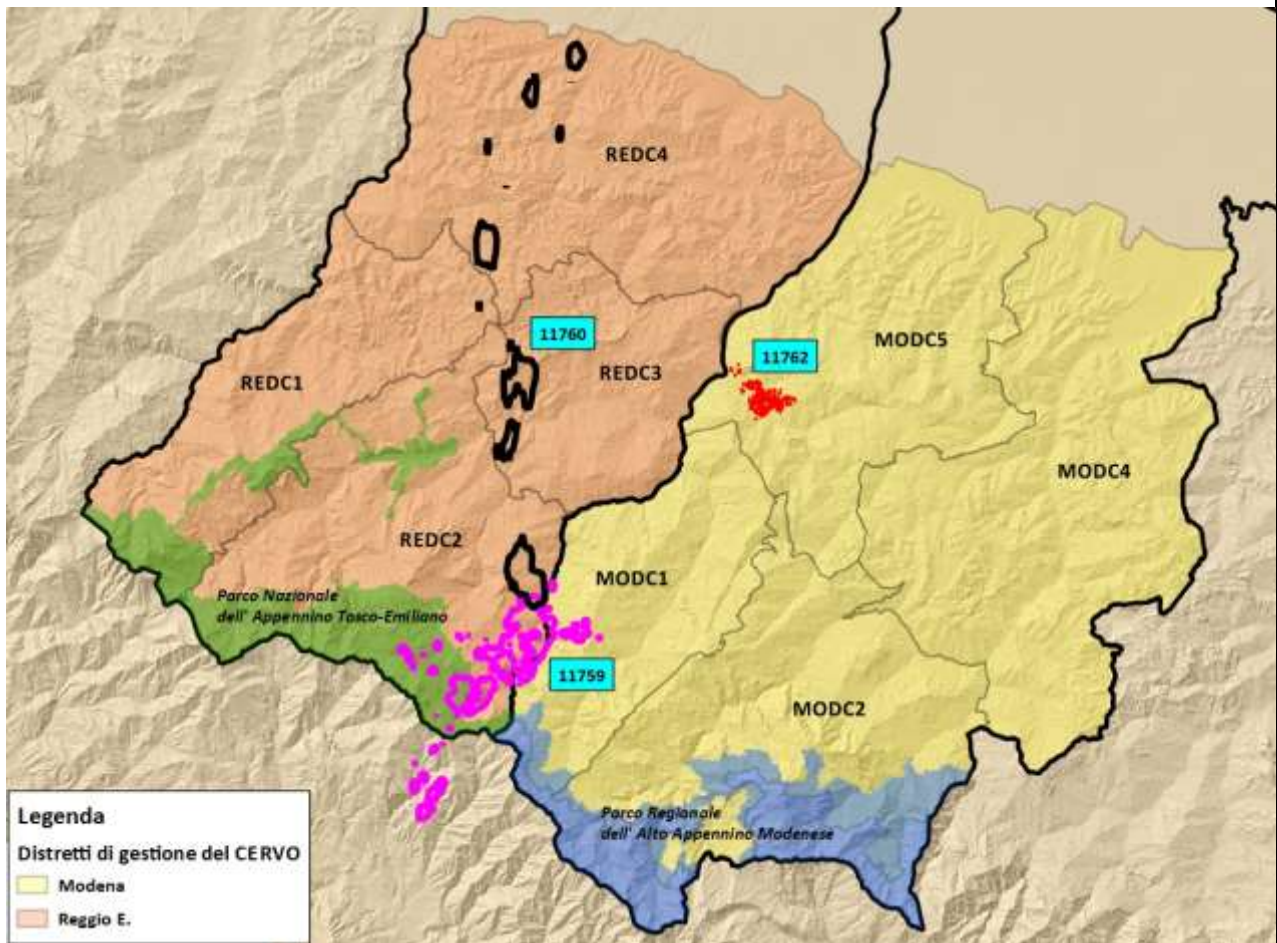 REDC4
11760
11762
MODC5
REDC1
REDC3
MODC4
REDC2
MODC1
Parco Nazionale
dell' Appennino Tosco-Emiliano
11759
MODC2
Parco Regionale
dell' Alto Appennino Modenese
Legenda
Distretti di gestione del CERVO
Modena
Reggio E.